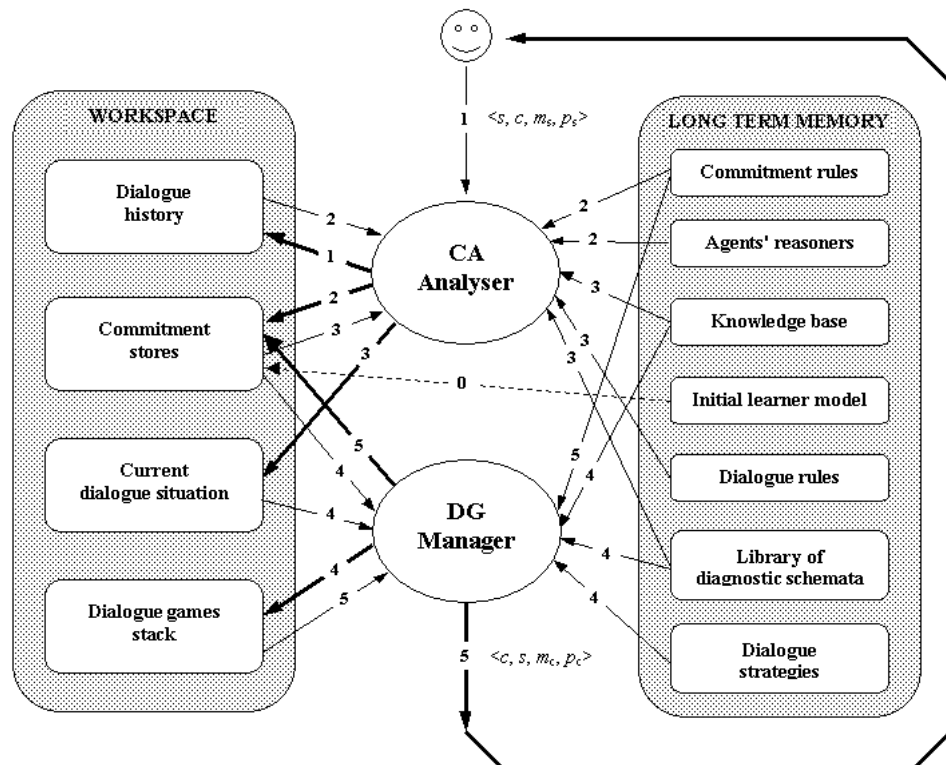 1 <s, c, mₛ, pₛ>
WORKSPACE
Dialogue
history
Commitment
stores
Current
dialogue situation
Dialogue games
stack
LONG TERM MEMORY
Commitment rules
Agents' reasoners
Knowledge base
Initial learner model
Dialogue rules
Library of
diagnostic schemata
Dialogue
strategies
CA
Analyser
DG
Manager
2
1
2
3
3
2
2
3
3
3
0
5
4
4
4
5
5
4
4
4
5 <c, s, m꜀, p꜀>